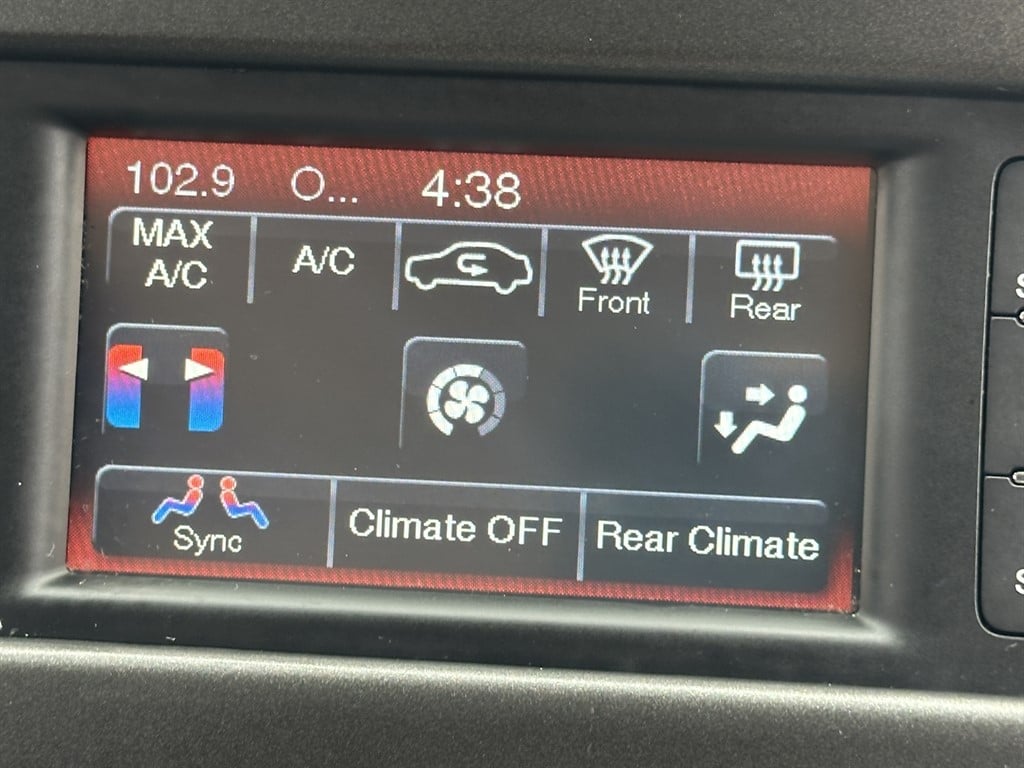 102.9 O... 4:38
MAX A/C
A/C
Front
Rear
Sync
Climate OFF
Rear Climate
S
S